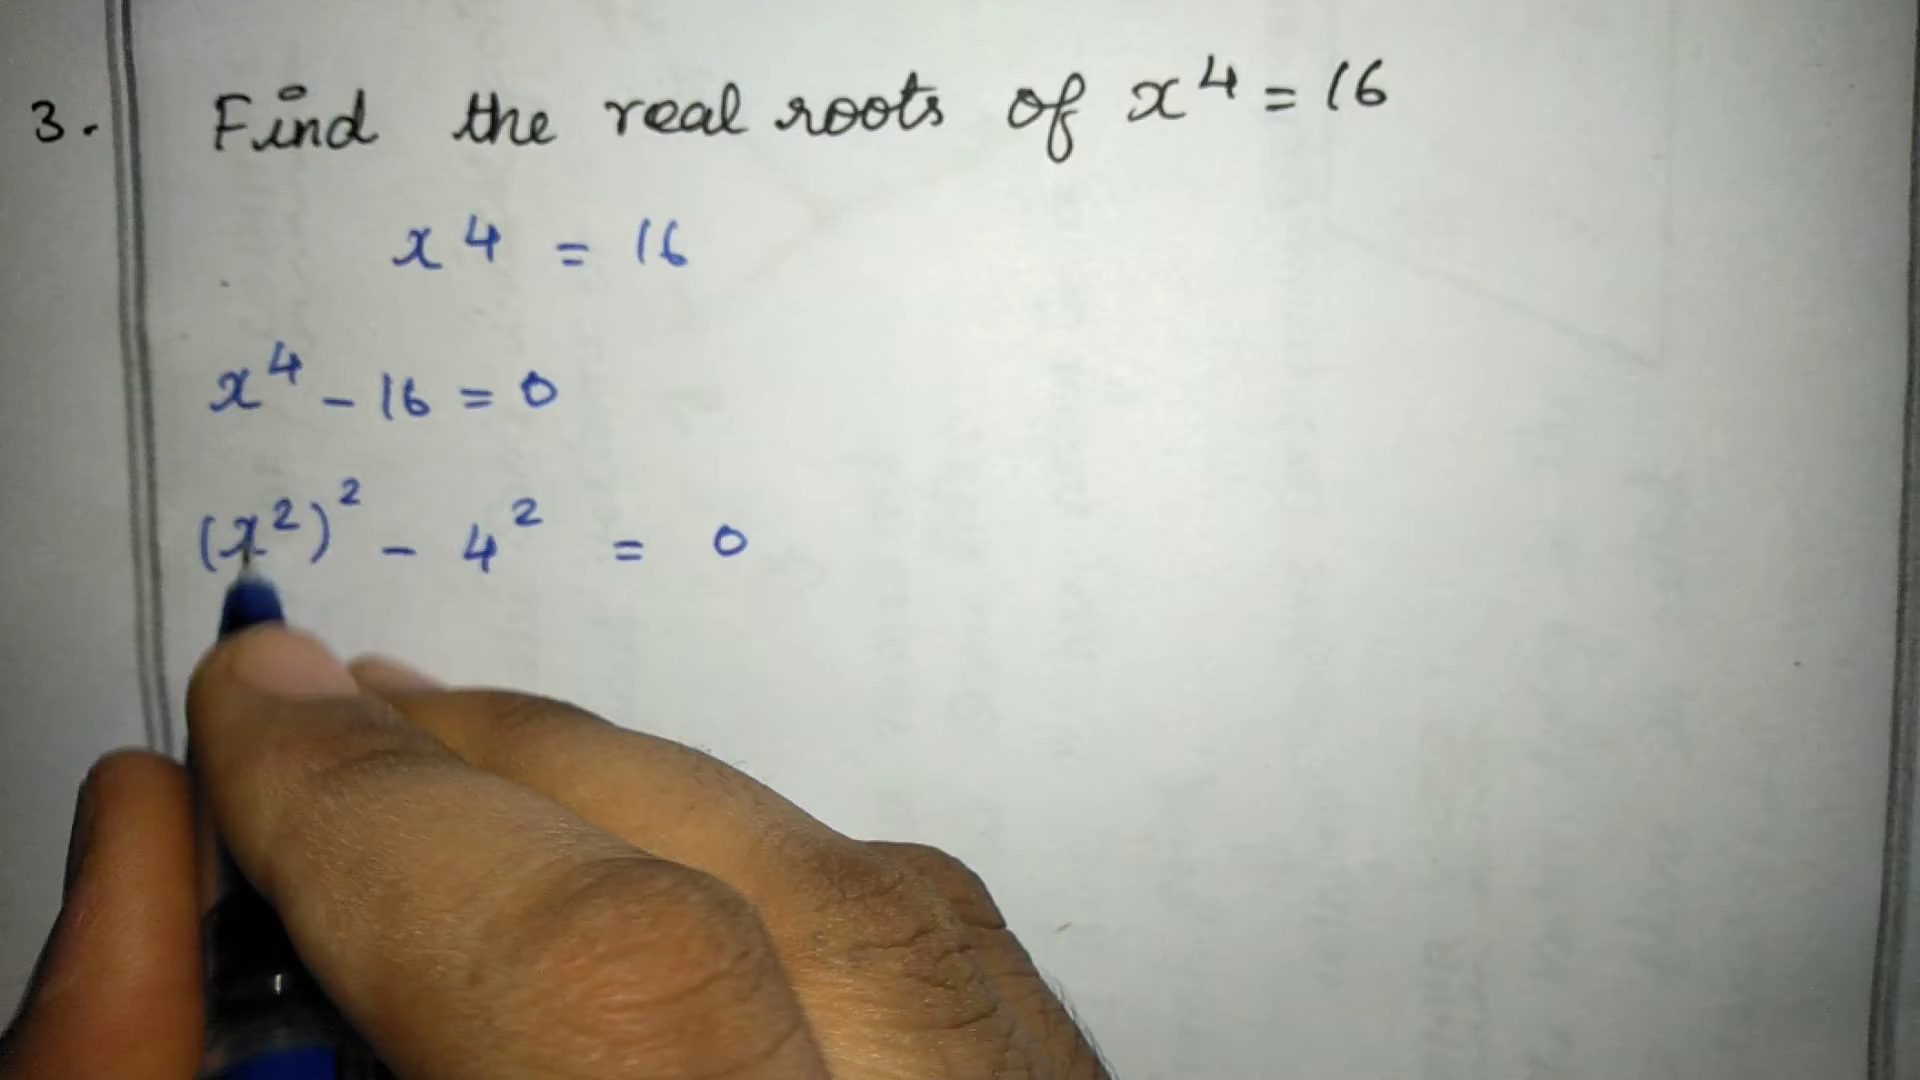 3. Find the real roots of x⁴ = 16
x⁴ = 16
x⁴ - 16 = 0
(x²)² - 4² = 0